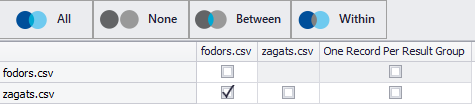 All None Between Within
fodors.csv zagats.csv One Record Per Result Group
fodors.csv
zagats.csv